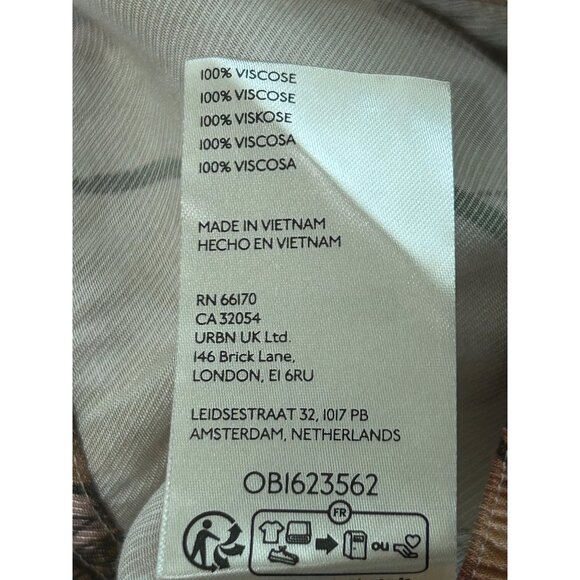 100% VISCOSE
100% VISCOSE
100% VISKOSE
100% VISCOSA
100% VISCOSA
MADE IN VIETNAM
HECHO EN VIETNAM
RN 66170
CA 32054
URBN UK Ltd.
146 Brick Lane,
LONDON, E1 6RU
LEIDSESTRAAT 32, 1017 PB
AMSTERDAM, NETHERLANDS
OB1623562
FR
OU